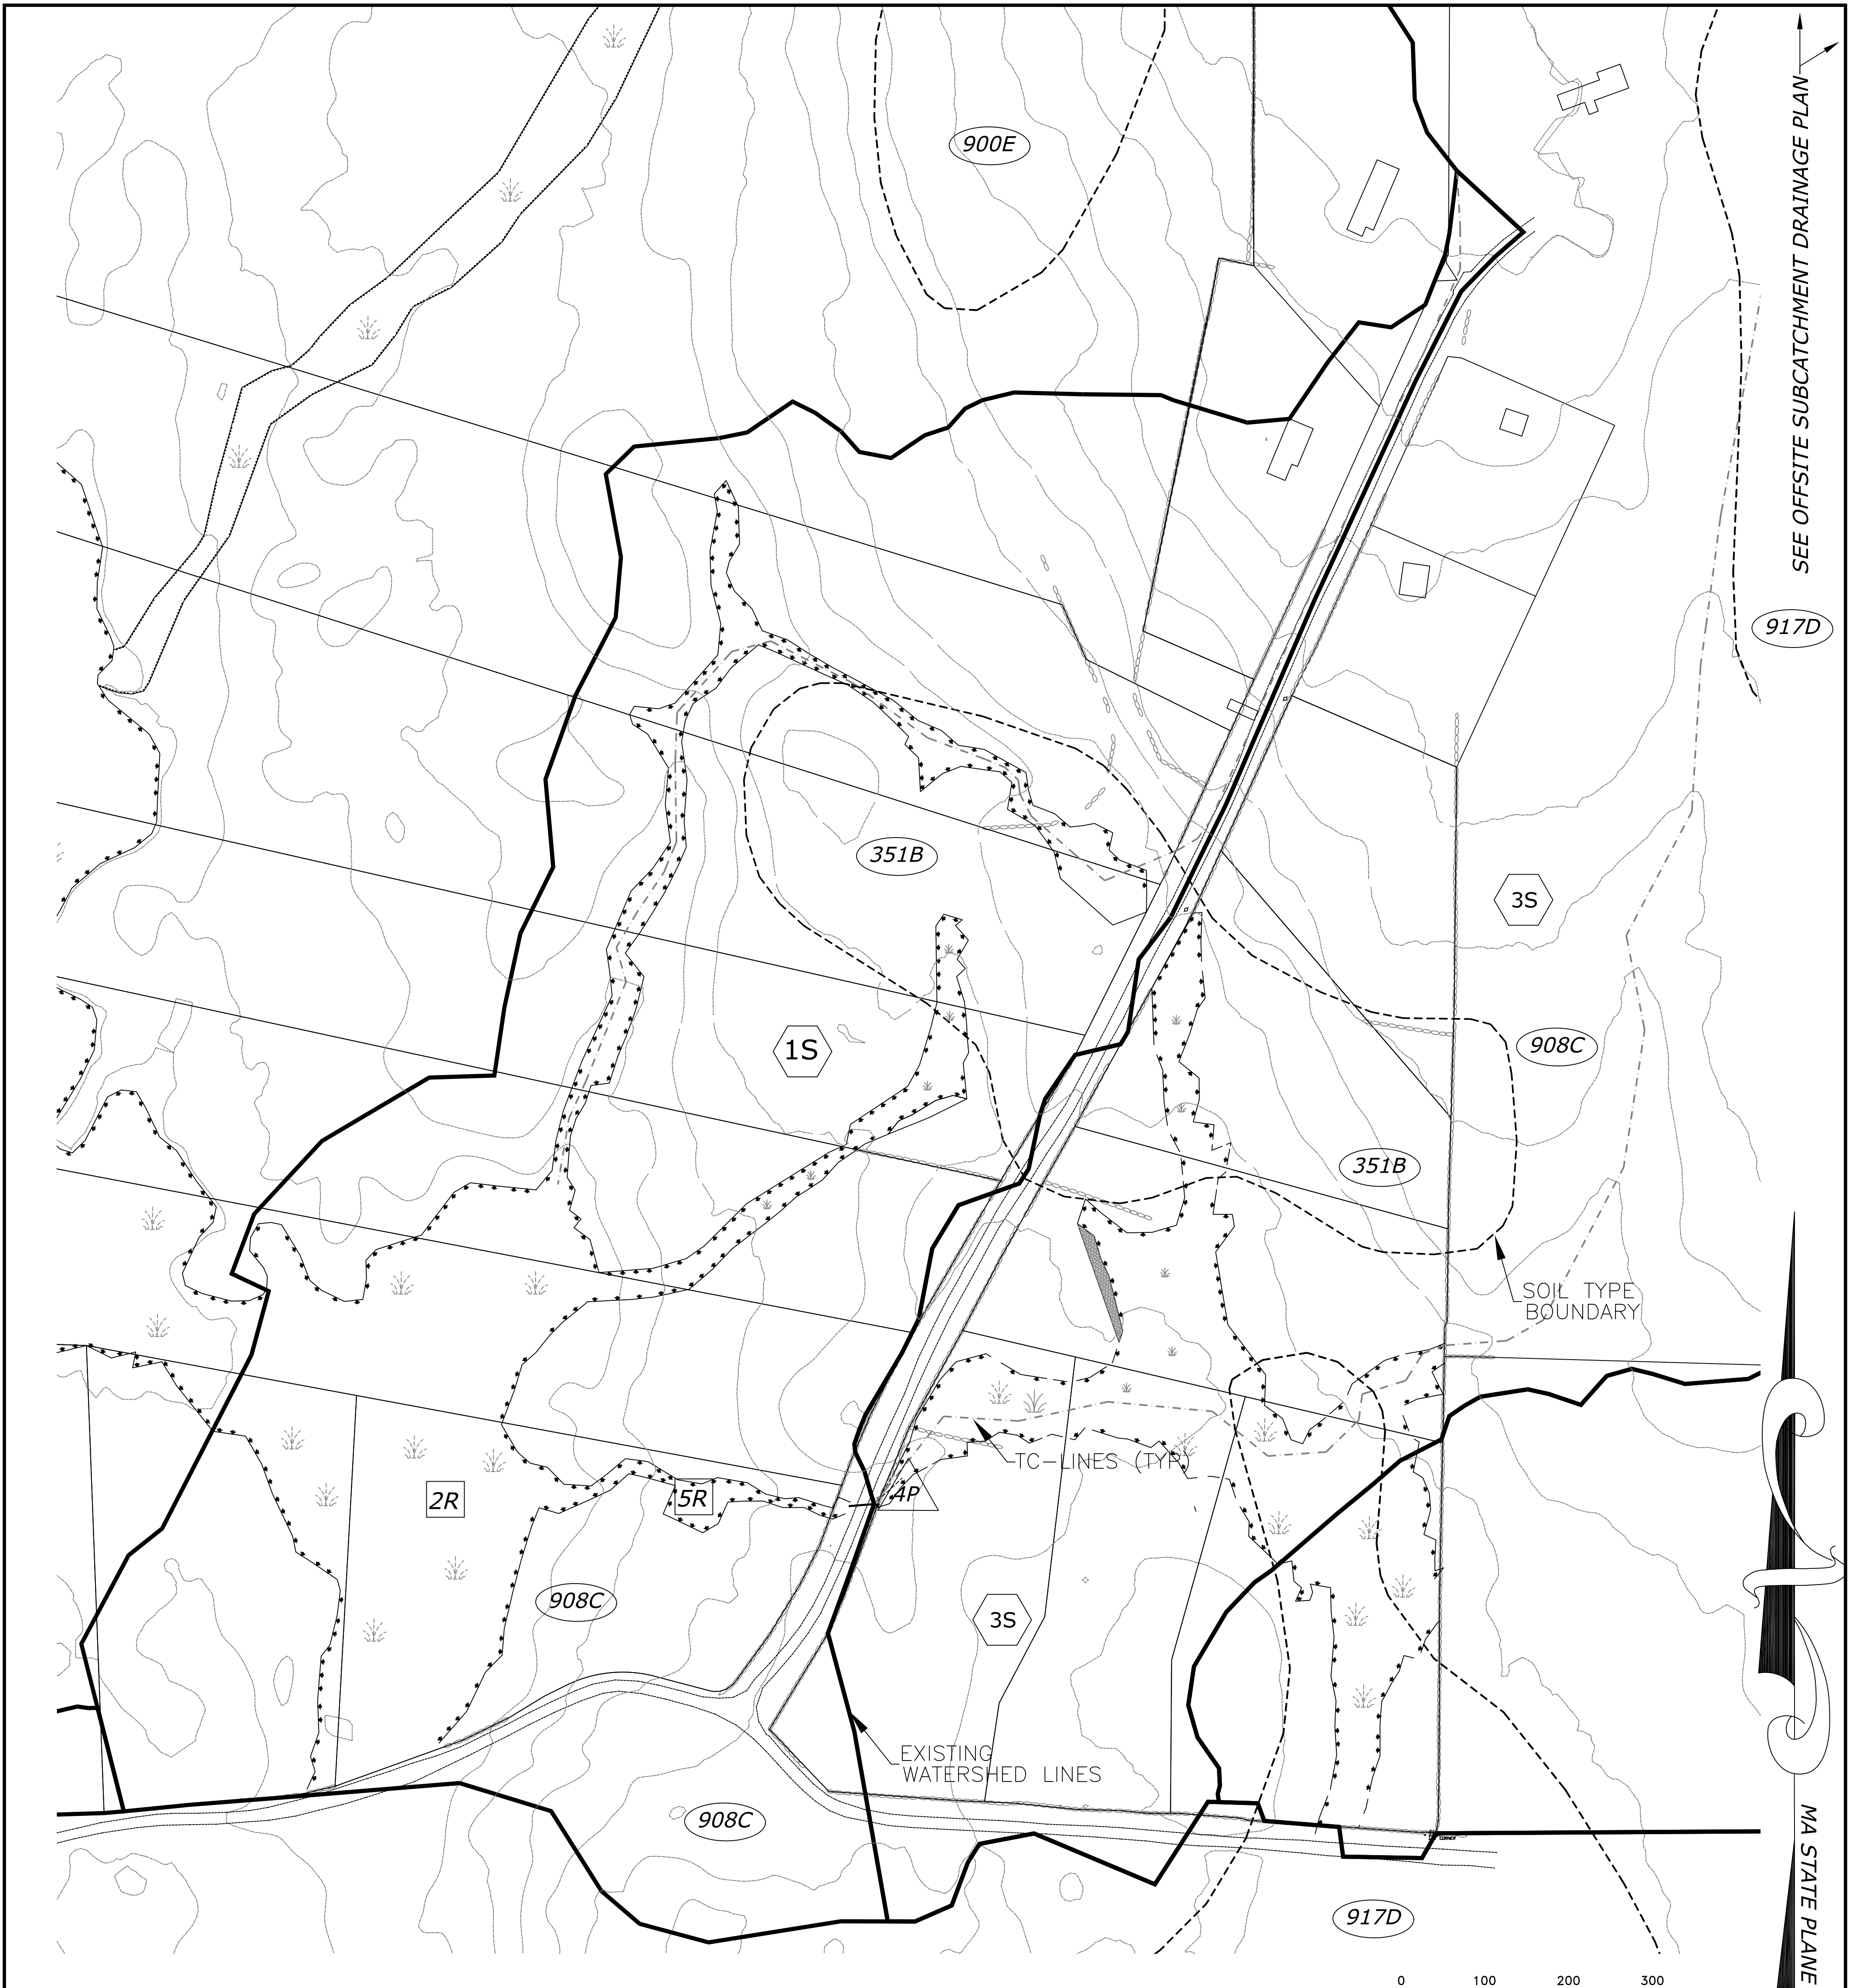 SEE OFFSITE SUBCATCHMENT DRAINAGE PLAN
900E
917D
351B
3S
1S
908C
351B
SOIL TYPE
BOUNDARY
TC-LINES (TYP)
2R
5R
4P
908C
3S
EXISTING
WATERSHED LINES
908C
CORNER
917D
MA STATE PLANE
0 100 200 300